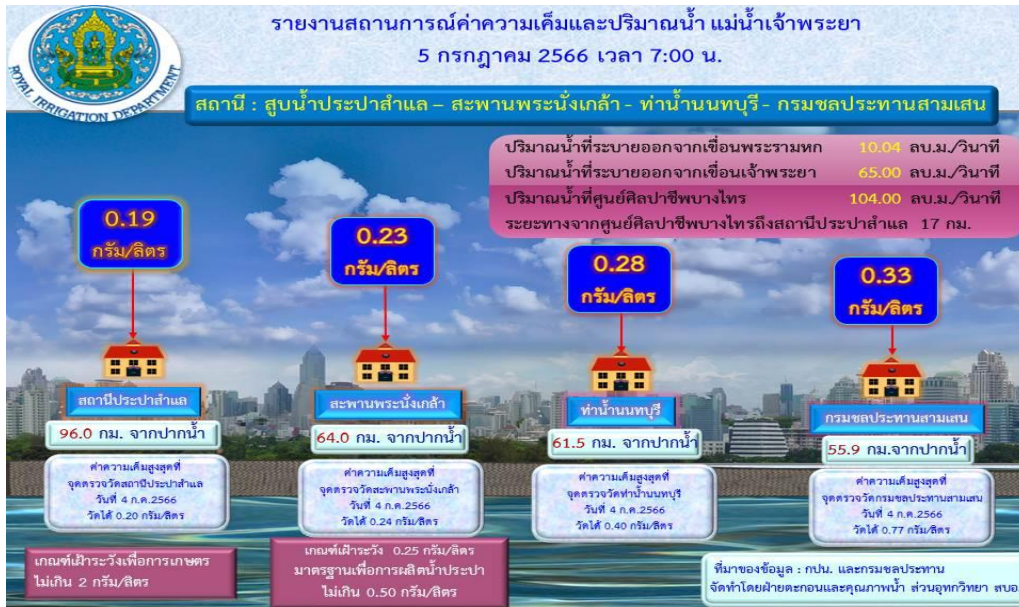 รายงานสถานการณ์ค่าความเค็มและปริมาณน้ำ แม่น้ำเจ้าพระยา
5 กรกฎาคม 2566 เวลา 7:00 น.
ROYAL IRRIGATION DEPARTMENT
สถานี : สูบน้ำประปาสำแล – สะพานพระนั่งเกล้า - ท่าน้ำนนทบุรี - กรมชลประทานสามเสน
ปริมาณน้ำที่ระบายออกจากเขื่อนพระรามหก 10.04 ลบ.ม./วินาที
ปริมาณน้ำที่ระบายออกจากเขื่อนเจ้าพระยา 65.00 ลบ.ม./วินาที
ปริมาณน้ำที่ศูนย์ศิลปาชีพบางไทร 104.00 ลบ.ม./วินาที
ระยะทางจากศูนย์ศิลปาชีพบางไทรถึงสถานีประปาสำแล 17 กม.
0.19
กรัม/ลิตร
สถานีประปาสำแล
96.0 กม. จากปากน้ำ
ค่าความเค็มสูงสุดที่
จุดตรวจวัดสถานีประปาสำแล
วันที่ 4 ก.ค.2566
วัดได้ 0.20 กรัม/ลิตร
0.23
กรัม/ลิตร
สะพานพระนั่งเกล้า
64.0 กม. จากปากน้ำ
ค่าความเค็มสูงสุดที่
จุดตรวจวัดสะพานพระนั่งเกล้า
วันที่ 4 ก.ค.2566
วัดได้ 0.24 กรัม/ลิตร
0.28
กรัม/ลิตร
ท่าน้ำนนทบุรี
61.5 กม. จากปากน้ำ
ค่าความเค็มสูงสุดที่
จุดตรวจวัดท่าน้ำนนทบุรี
วันที่ 4 ก.ค.2566
วัดได้ 0.40 กรัม/ลิตร
0.33
กรัม/ลิตร
กรมชลประทานสามเสน
55.9 กม.จากปากน้ำ
ค่าความเค็มสูงสุดที่
จุดตรวจวัดกรมชลประทานสามเสน
วันที่ 4 ก.ค.2566
วัดได้ 0.77 กรัม/ลิตร
เกณฑ์เฝ้าระวังเพื่อการเกษตร
ไม่เกิน 2 กรัม/ลิตร
เกณฑ์เฝ้าระวัง 0.25 กรัม/ลิตร
มาตรฐานเพื่อการผลิตน้ำประปา
ไม่เกิน 0.50 กรัม/ลิตร
ที่มาของข้อมูล : กปน. และกรมชลประทาน
จัดทำโดยฝ่ายตะกอนและคุณภาพน้ำ ส่วนอุทกวิทยา สบอ